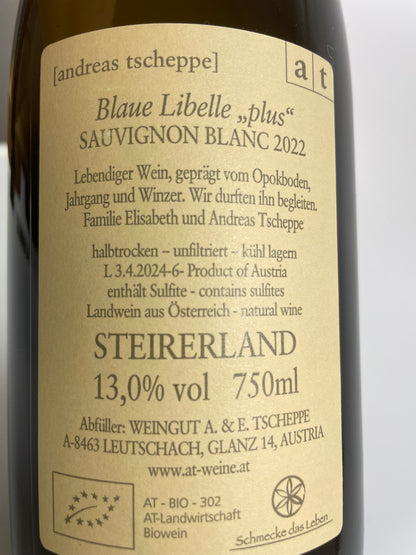 [andreas tscheppe]
a t
Blaue Libelle „plus“
SAUVIGNON BLANC 2022
Lebendiger Wein, geprägt vom Opokboden,
Jahrgang und Winzer. Wir durften ihn begleiten.
Familie Elisabeth und Andreas Tscheppe
halbtrocken – unfiltriert – kühl lagern
L 3.4.2024-6- Product of Austria
enthält Sulfite - contains sulfites
Landwein aus Österreich - natural wine
STEIRERLAND
13,0% vol 750ml
Abfüller: WEINGUT A. & E. TSCHEPPE
A-8463 LEUTSCHACH, GLANZ 14, AUSTRIA
www.at-weine.at
AT - BIO - 302
AT-Landwirtschaft
Biowein
Schmecke das Leben